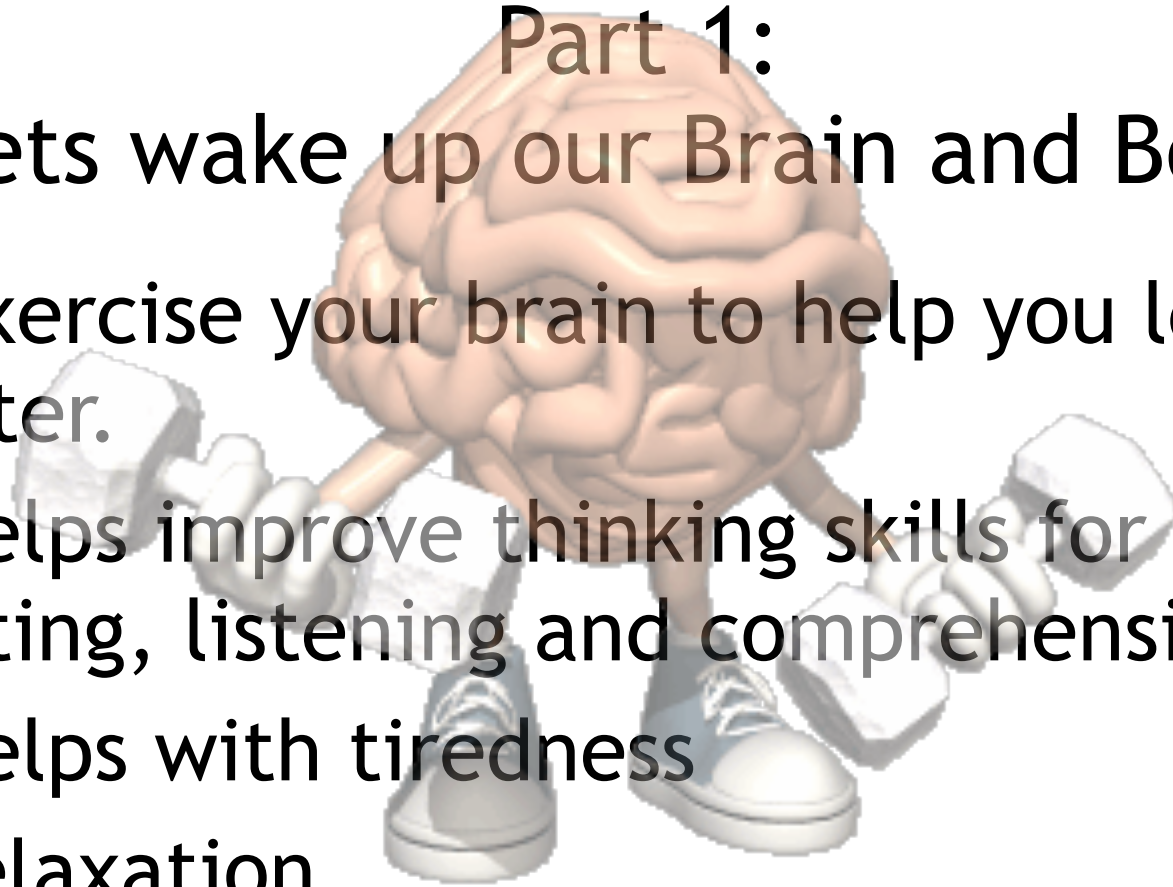 Part 1:
ets wake up our Brain and Bo
xercise your brain to help you le
ter.
elps improve thinking skills for
ting, listening and comprehensi
elps with tiredness
elaxation